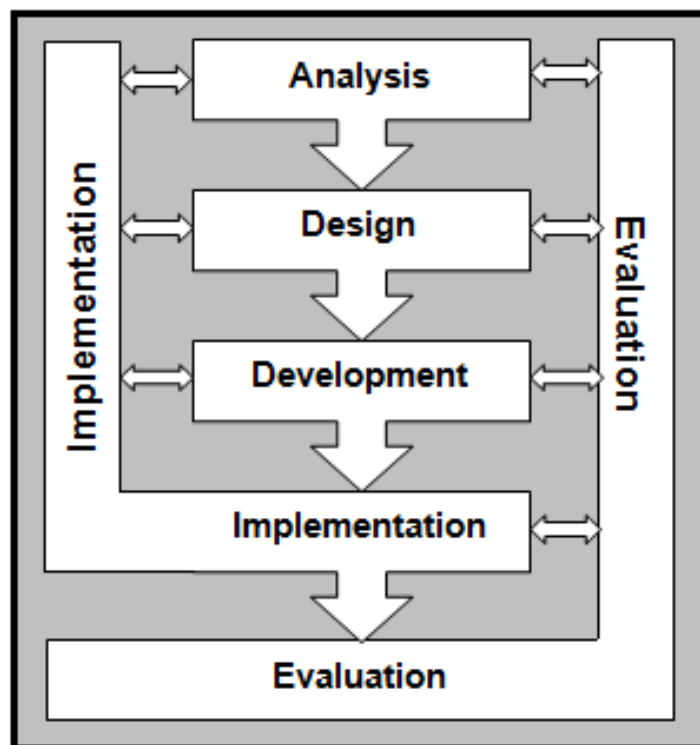 Analysis
Implementation
Design
Evaluation
Development
Implementation
Evaluation